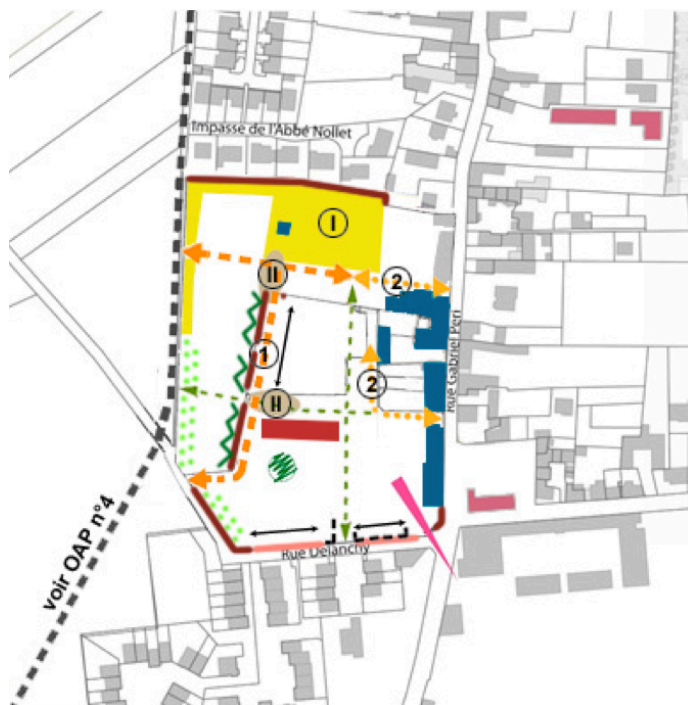 Impasse de l'Abbé Nollet
I
II
2
1
2
Rue Gabriel Péri
II
voir OAP n°4
Rue Delanchy